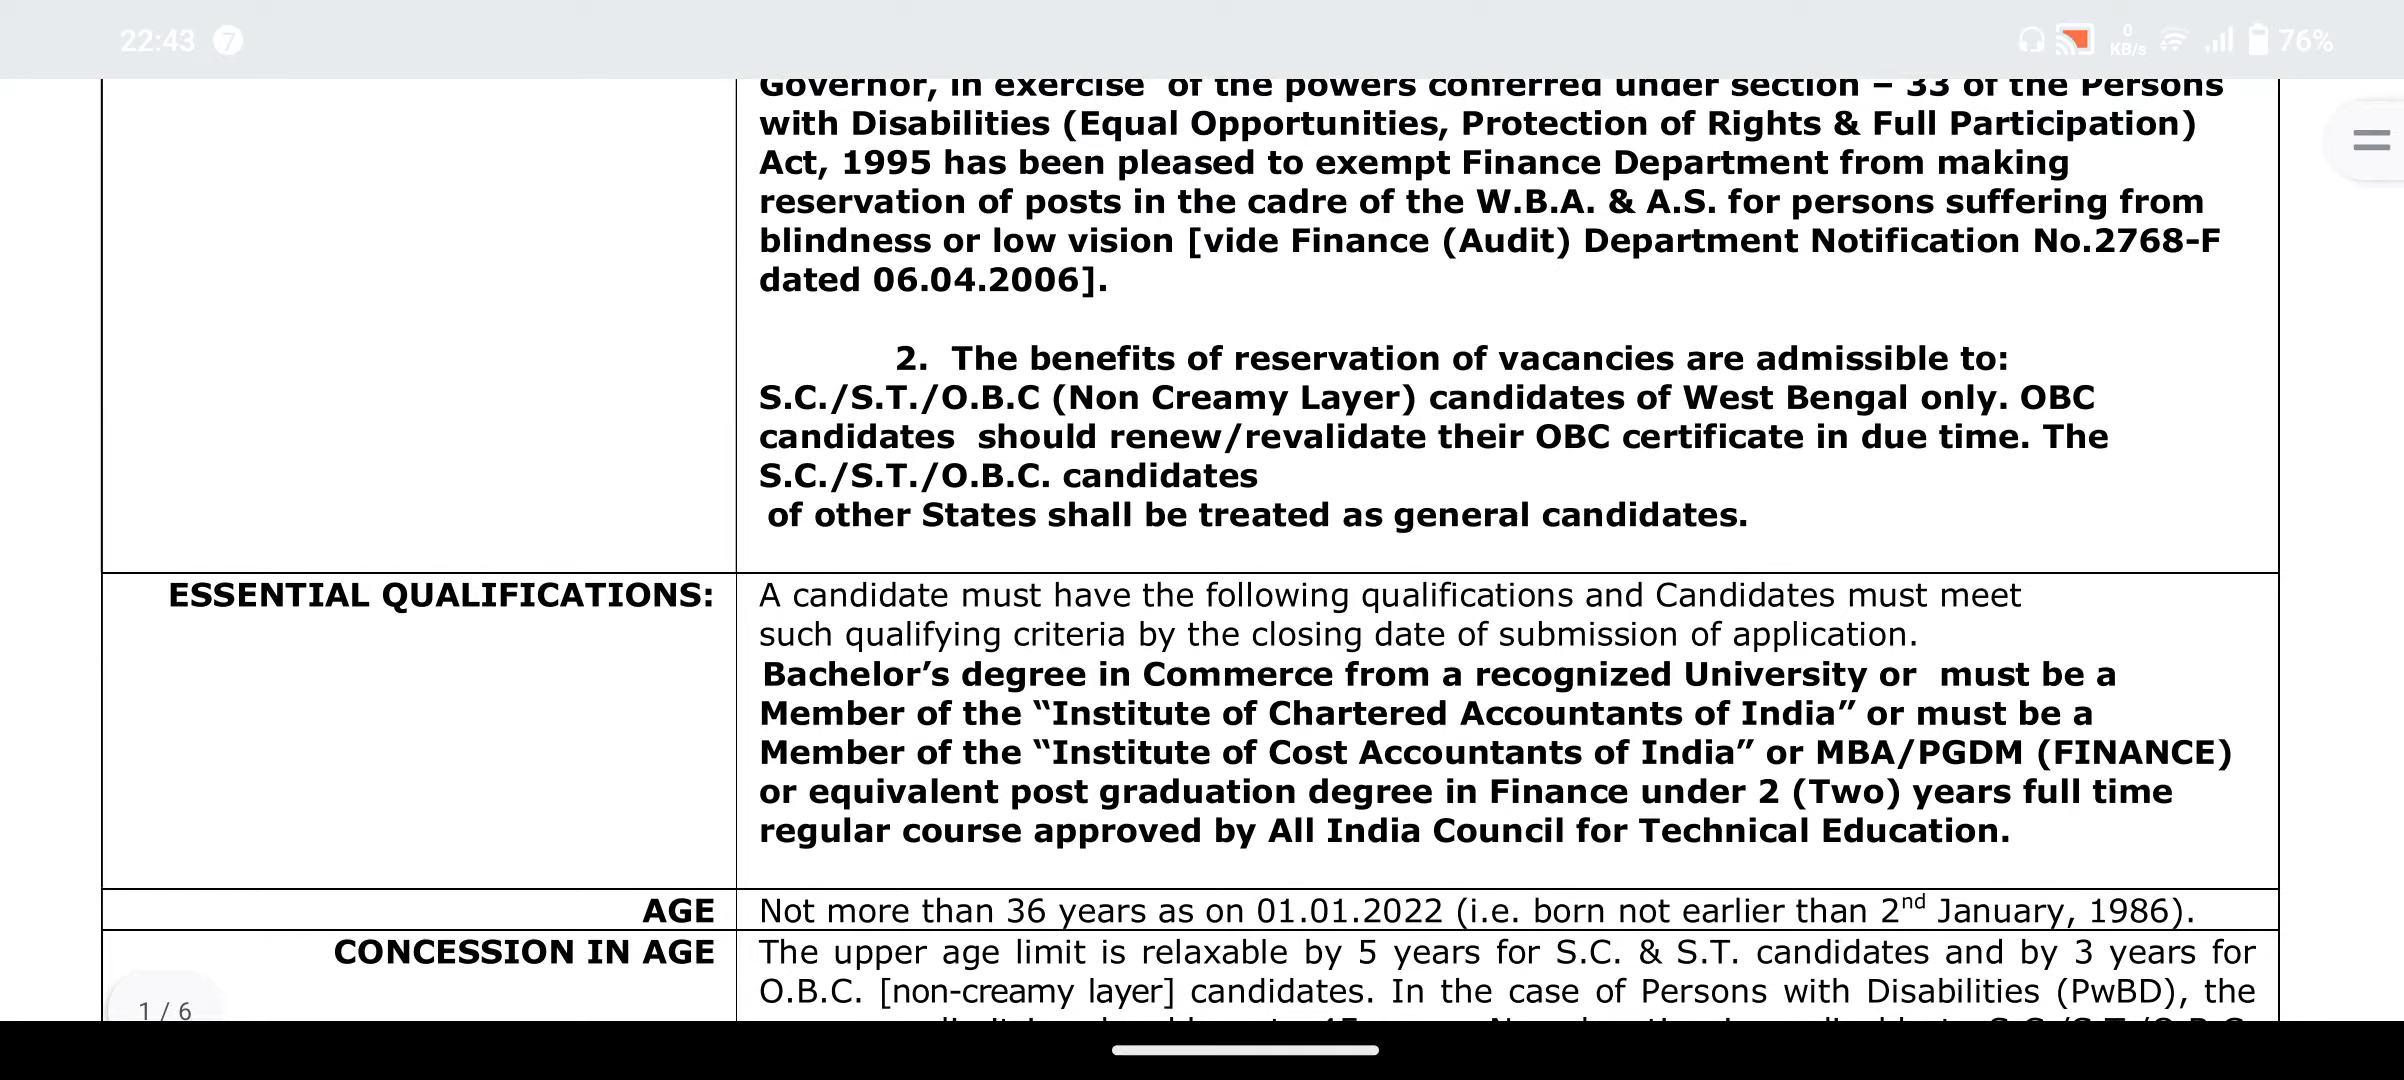 22:43 7
0 KB/s 76%
Governor, in exercise of the powers conferred under section – 33 of the Persons
with Disabilities (Equal Opportunities, Protection of Rights & Full Participation)
Act, 1995 has been pleased to exempt Finance Department from making
reservation of posts in the cadre of the W.B.A. & A.S. for persons suffering from
blindness or low vision [vide Finance (Audit) Department Notification No.2768-F
dated 06.04.2006].
2. The benefits of reservation of vacancies are admissible to:
S.C./S.T./O.B.C (Non Creamy Layer) candidates of West Bengal only. OBC
candidates should renew/revalidate their OBC certificate in due time. The
S.C./S.T./O.B.C. candidates
of other States shall be treated as general candidates.
ESSENTIAL QUALIFICATIONS:
A candidate must have the following qualifications and Candidates must meet
such qualifying criteria by the closing date of submission of application.
Bachelor’s degree in Commerce from a recognized University or must be a
Member of the “Institute of Chartered Accountants of India” or must be a
Member of the “Institute of Cost Accountants of India” or MBA/PGDM (FINANCE)
or equivalent post graduation degree in Finance under 2 (Two) years full time
regular course approved by All India Council for Technical Education.
AGE
Not more than 36 years as on 01.01.2022 (i.e. born not earlier than 2nd January, 1986).
CONCESSION IN AGE
The upper age limit is relaxable by 5 years for S.C. & S.T. candidates and by 3 years for
O.B.C. [non-creamy layer] candidates. In the case of Persons with Disabilities (PwBD), the
1 / 6